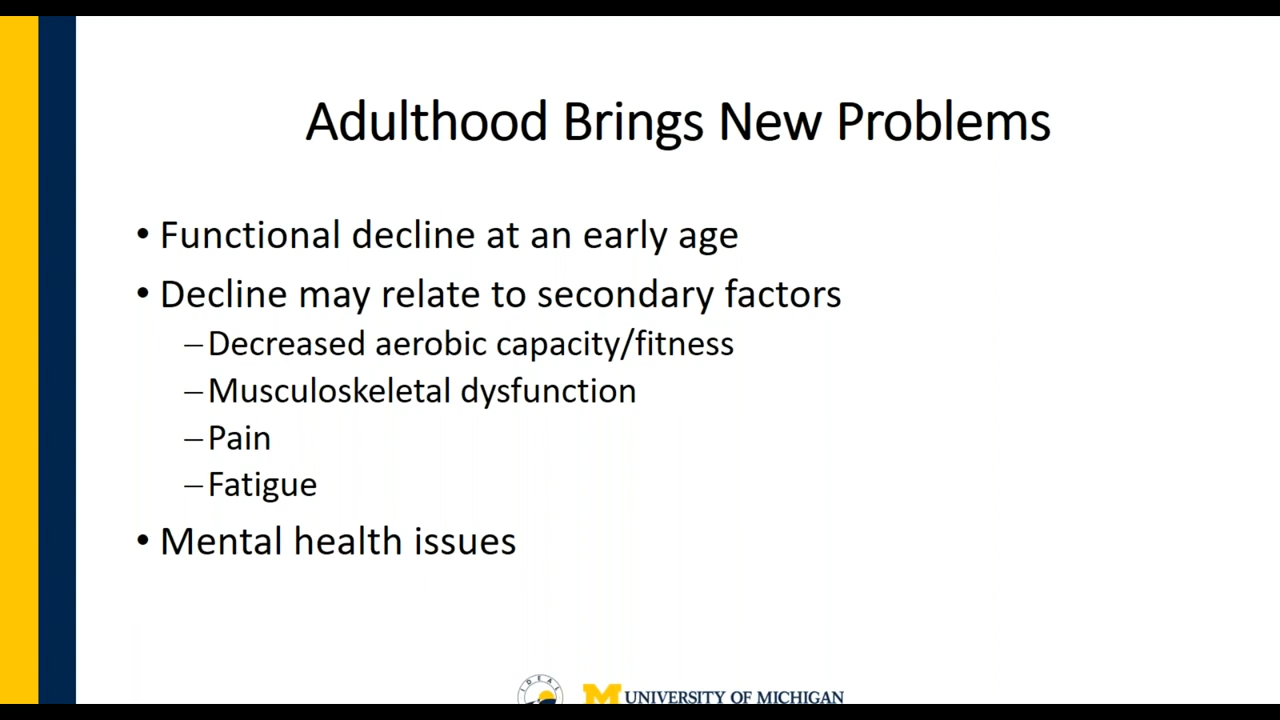 Adulthood Brings New Problems
• Functional decline at an early age
• Decline may relate to secondary factors
– Decreased aerobic capacity/fitness
– Musculoskeletal dysfunction
– Pain
– Fatigue
• Mental health issues
IDEAL
M UNIVERSITY OF MICHIGAN